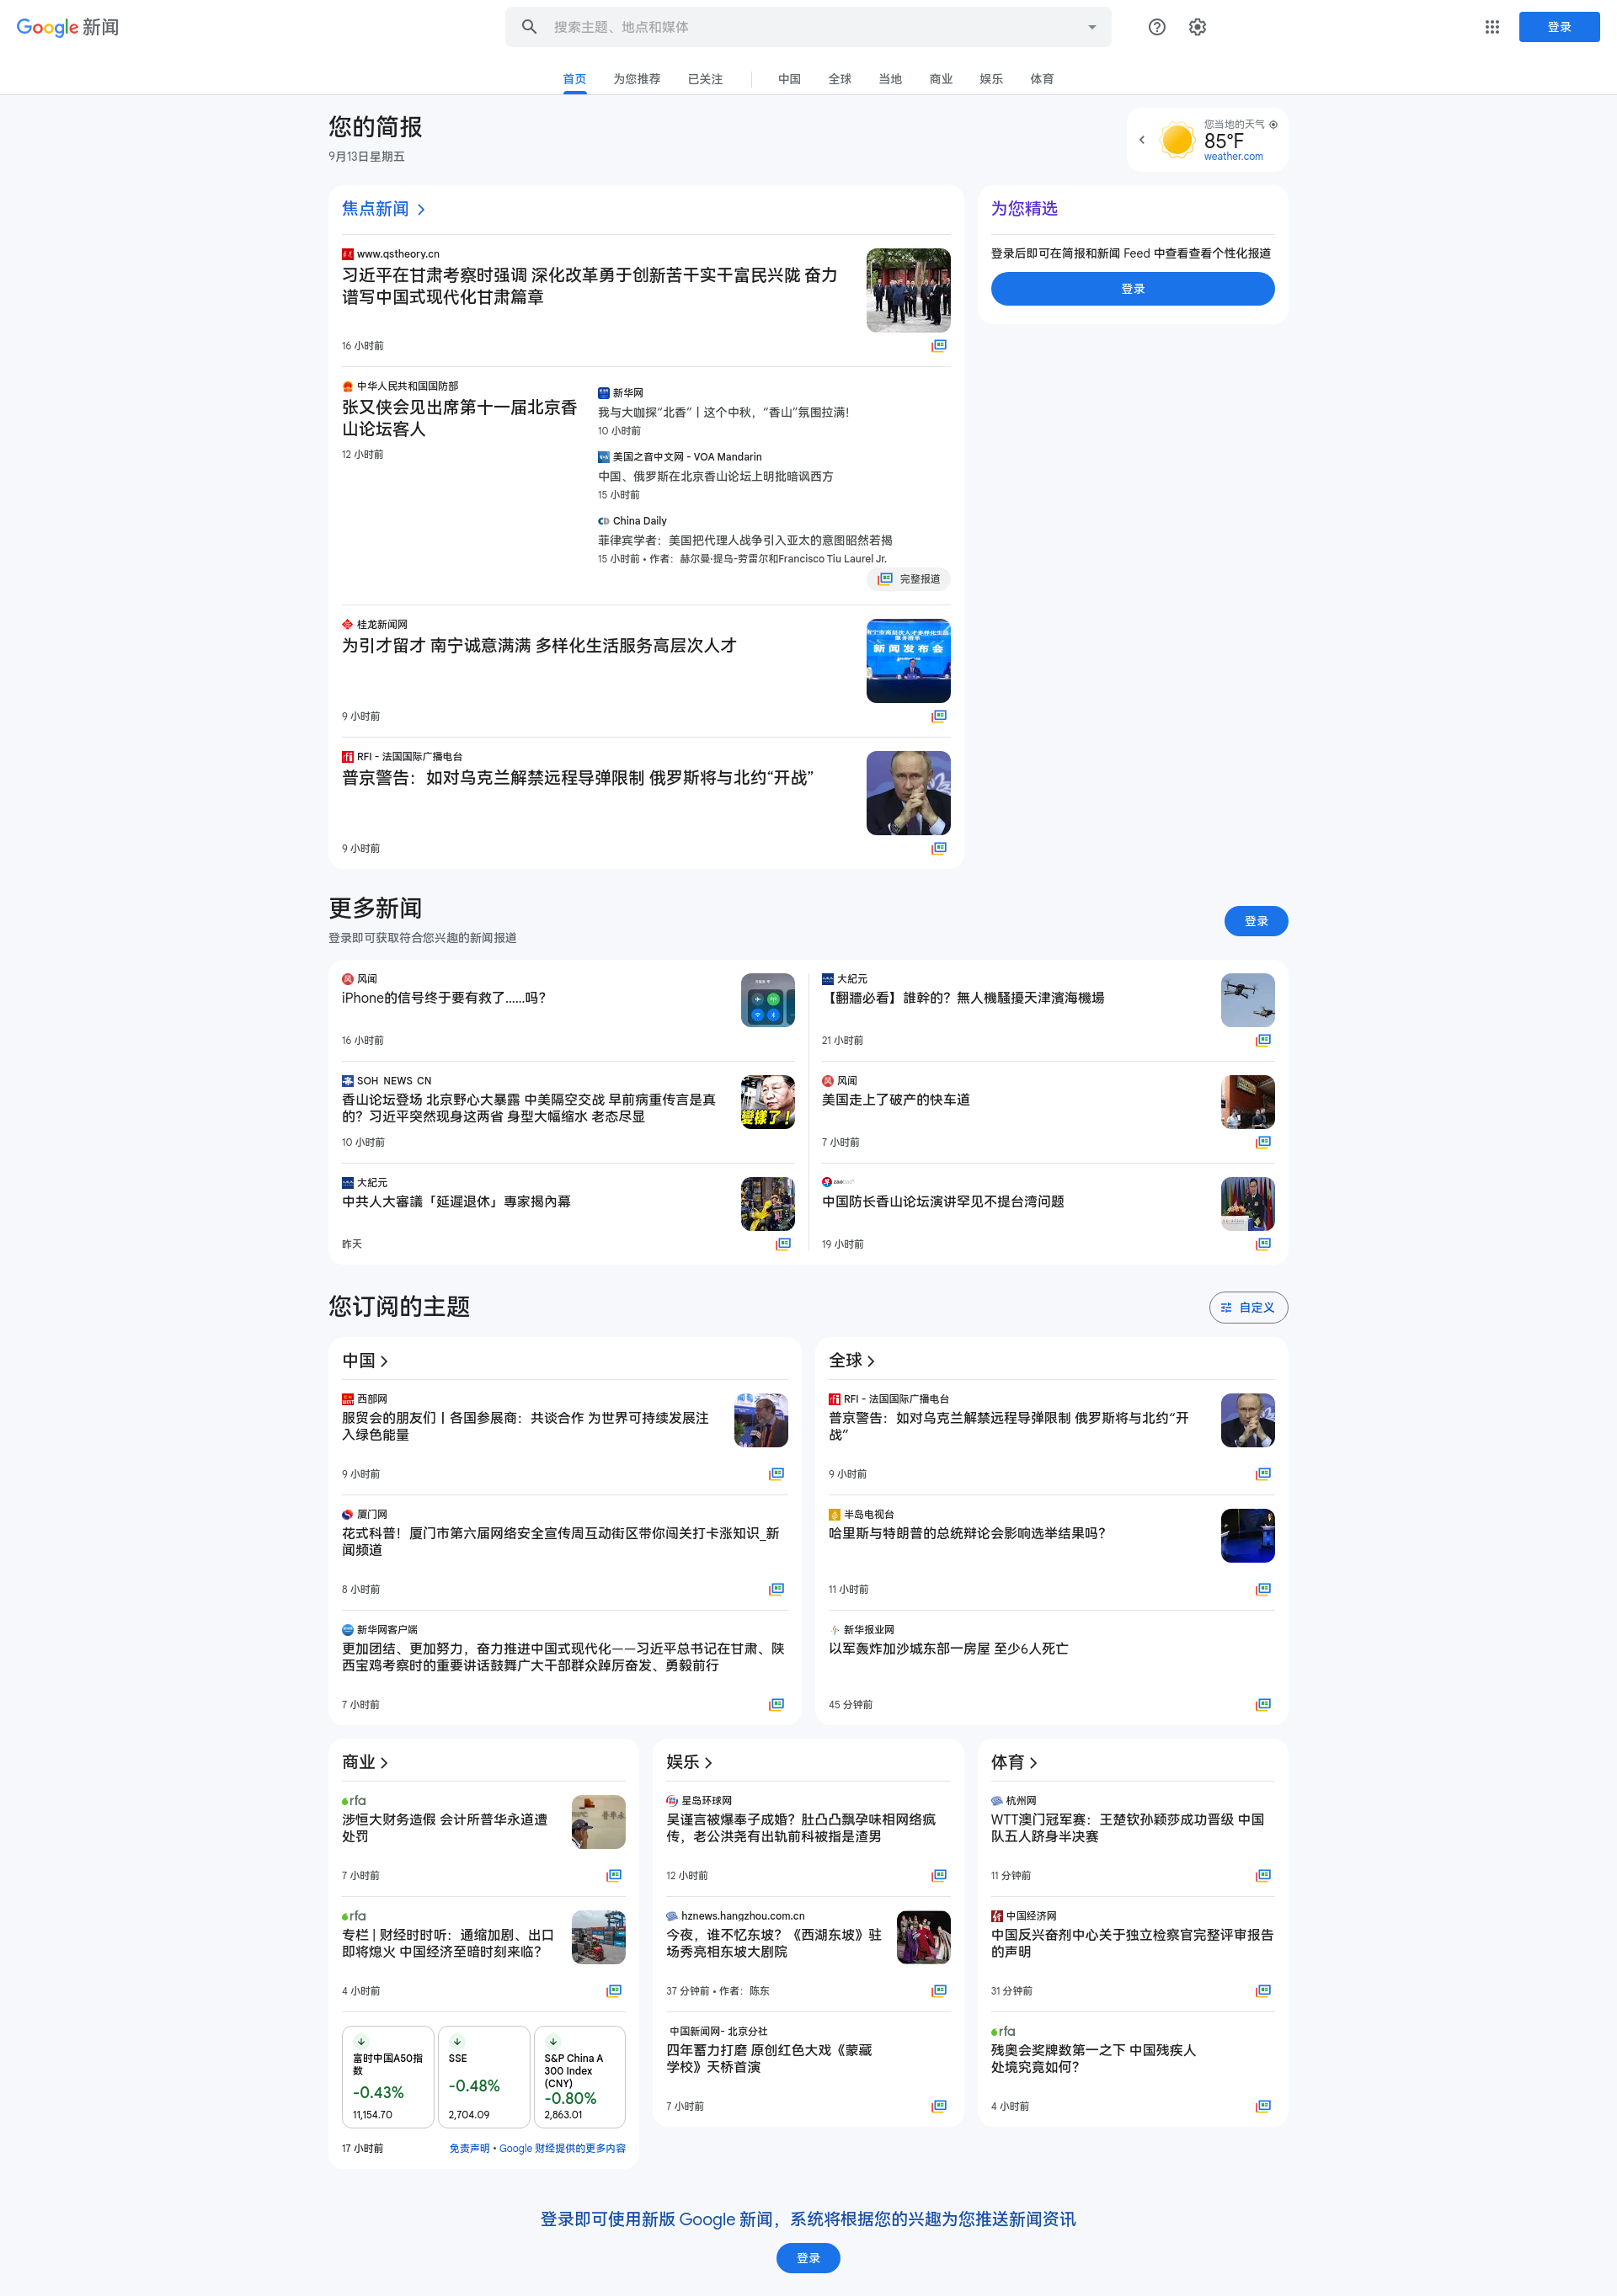 Google 新闻
搜索主题、地点和媒体
登录
首页
为您推荐
已关注
中国
全球
当地
商业
娱乐
体育
您的简报
9月13日星期五
您当地的天气
85°F
weather.com
焦点新闻
www.qstheory.cn
习近平在甘肃考察时强调 深化改革勇于创新苦干实干富民兴陇 奋力
谱写中国式现代化甘肃篇章
16 小时前
中华人民共和国国防部
张又侠会见出席第十一届北京香
山论坛客人
12 小时前
新华网
我与大咖探“北香”丨这个中秋，“香山”氛围拉满！
10 小时前
美国之音中文网 - VOA Mandarin
中国、俄罗斯在北京香山论坛上明批暗讽西方
15 小时前
China Daily
菲律宾学者：美国把代理人战争引入亚太的意图昭然若揭
15 小时前 • 作者：赫尔曼·提乌-劳雷尔和Francisco Tiu Laurel Jr.
完整报道
桂龙新闻网
为引才留才 南宁诚意满满 多样化生活服务高层次人才
新闻发布会
9 小时前
RFI - 法国国际广播电台
普京警告：如对乌克兰解禁远程导弹限制 俄罗斯将与北约“开战”
9 小时前
为您精选
登录后即可在简报和新闻 Feed 中查看查看个性化报道
登录
更多新闻
登录即可获取符合您兴趣的新闻报道
登录
风闻
iPhone的信号终于要有救了……吗？
16 小时前
SOH_NEWS_CN
香山论坛登场 北京野心大暴露 中美隔空交战 早前病重传言是真
的？习近平突然现身这两省 身型大幅缩水 老态尽显
變樣了！
10 小时前
大紀元
中共人大審議「延遲退休」專家揭內幕
昨天
大紀元
【翻牆必看】誰幹的？無人機騷擾天津濱海機場
21 小时前
风闻
美国走上了破产的快车道
7 小时前
zaobao
中国防长香山论坛演讲罕见不提台湾问题
19 小时前
您订阅的主题
自定义
中国
西部网
服贸会的朋友们丨各国参展商：共谈合作 为世界可持续发展注
入绿色能量
9 小时前
厦门网
花式科普！厦门市第六届网络安全宣传周互动街区带你闯关打卡涨知识_新
闻频道
8 小时前
新华网客户端
更加团结、更加努力，奋力推进中国式现代化——习近平总书记在甘肃、陕
西宝鸡考察时的重要讲话鼓舞广大干部群众踔厉奋发、勇毅前行
7 小时前
全球
RFI - 法国国际广播电台
普京警告：如对乌克兰解禁远程导弹限制 俄罗斯将与北约“开
战”
9 小时前
半岛电视台
哈里斯与特朗普的总统辩论会影响选举结果吗？
11 小时前
新华报业网
以军轰炸加沙城东部一房屋 至少6人死亡
45 分钟前
商业
rfa
涉恒大财务造假 会计所普华永道遭
处罚
7 小时前
rfa
专栏 | 财经时时听：通缩加剧、出口
即将熄火 中国经济至暗时刻来临？
4 小时前
富时中国A50指
数
-0.43%
11,154.70
SSE
-0.48%
2,704.09
S&P China A
300 Index
(CNY)
-0.80%
2,863.01
17 小时前
免责声明 • Google 财经提供的更多内容
娱乐
星岛环球网
吴谨言被爆奉子成婚？肚凸凸飘孕味相网络疯
传，老公洪尧有出轨前科被指是渣男
12 小时前
hznews.hangzhou.com.cn
今夜，谁不忆东坡？《西湖东坡》驻
场秀亮相东坡大剧院
37 分钟前 • 作者：陈东
中国新闻网- 北京分社
四年蓄力打磨 原创红色大戏《蒙藏
学校》天桥首演
7 小时前
体育
杭州网
WTT澳门冠军赛：王楚钦孙颖莎成功晋级 中国
队五人跻身半决赛
11 分钟前
中国经济网
中国反兴奋剂中心关于独立检察官完整评审报告
的声明
31 分钟前
rfa
残奥会奖牌数第一之下 中国残疾人
处境究竟如何？
4 小时前
登录即可使用新版 Google 新闻，系统将根据您的兴趣为您推送新闻资讯
登录